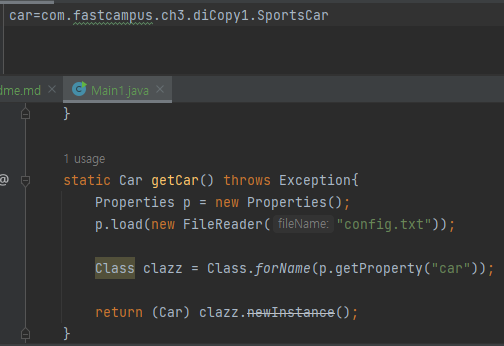 car=com.fastcampus.ch3.diCopy1.SportsCar
dme.md × Main1.java ×
}
1 usage
@ static Car getCar() throws Exception{
Properties p = new Properties();
p.load(new FileReader( fileName: "config.txt"));
Class clazz = Class.forName(p.getProperty("car"));
return (Car) clazz.newInstance();
}